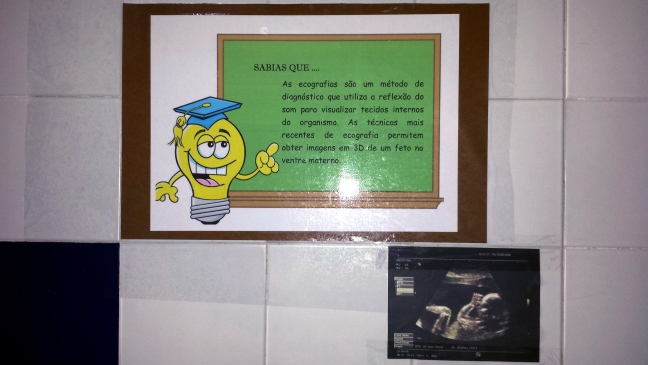 SABIAS QUE ....
As ecografias são um método de
diagnóstico que utiliza a reflexão do
som para visualizar tecidos internos
do organismo. As técnicas mais
recentes de ecografia permitem
obter imagens em 3D de um feto no
ventre materno.